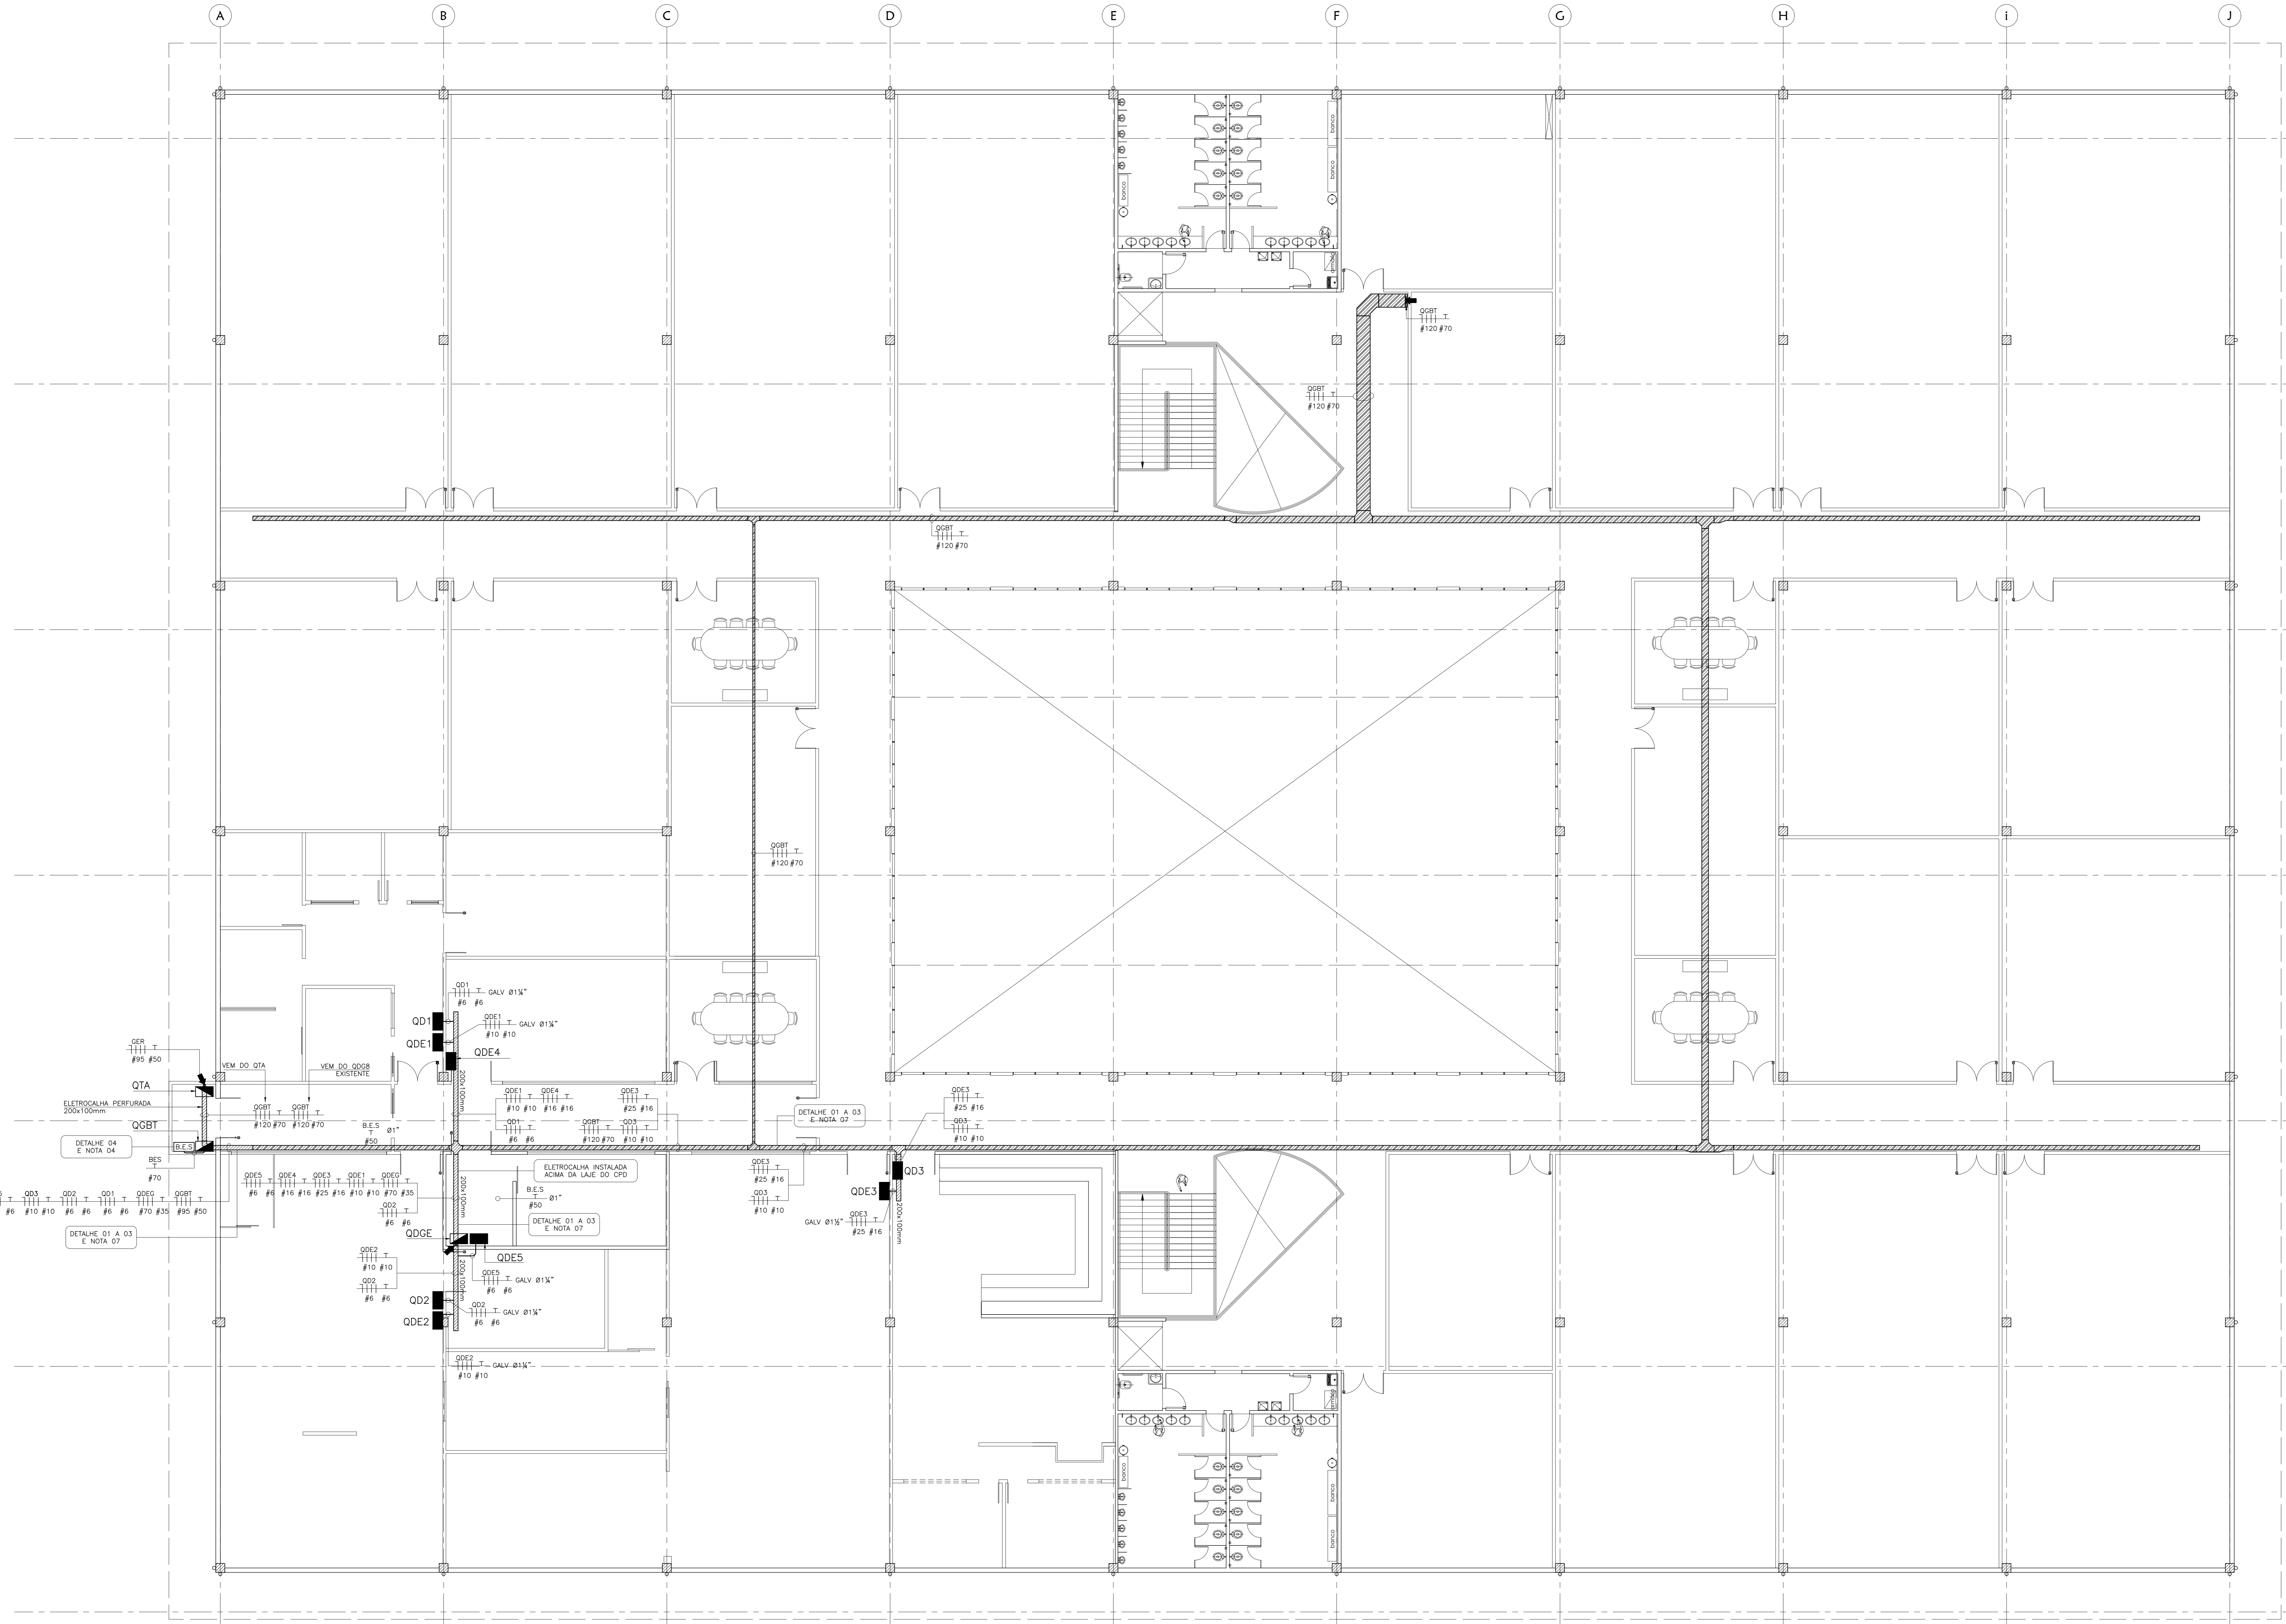 A B C D E F G H i J
banco
banco
banco
armário
QGBT
#120 #70
QGBT
#120 #70
QGBT
#120 #70
QGBT
#120 #70
QD1
#6 #6
GALV Ø1¼"
QD1
QDE1
#10 #10
GALV Ø1¼"
QDE1
QDE4
GER
#95 #50
VEM DO QTA
VEM DO QDG8
EXISTENTE
QTA
ELETROCALHA PERFURADA
200x100mm
QGBT
#120 #70
QGBT
#120 #70
200x100mm
QDE1 QDE4
#10 #10 #16 #16
QD1
#6 #6
QDE3
#25 #16
QGBT QD3
#120 #70 #10 #10
DETALHE 01 A 03
E NOTA 07
QDE3
#25 #16
QD3
#10 #10
QGBT
B.E.S
Ø1"
#50
DETALHE 04
E NOTA 04
B.E.S
BES
#70
ELETROCALHA INSTALADA
ACIMA DA LAJE DO CPD
QDE5 QDE4 QDE3 QDE1 QDEG
#6 #6 #16 #16 #25 #16 #10 #10 #70 #35
QD2
#6 #6
200x100mm
B.E.S
Ø1"
#50
QDE3
#25 #16
QD3
#10 #10
QD3
QDE3
200x100mm
GALV Ø1½"
QDE3
#25 #16
QD3 QD2 QD1 QDEG QGBT
#6 #10 #10 #6 #6 #6 #6 #70 #35 #95 #50
DETALHE 01 A 03
E NOTA 07
DETALHE 01 A 03
E NOTA 07
QDGE
QDE5
QDE2
#10 #10
QD2
#6 #6
200x100mm
QDE5
#6 #6
GALV Ø1¼"
QD2
QD2
#6 #6
GALV Ø1¼"
QDE2
QDE2
#10 #10
GALV Ø1¼"
armário
banco
banco
banco